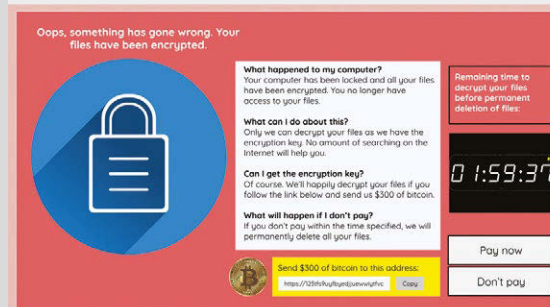 Oops, something has gone wrong. Your
files have been encrypted.
What happened to my computer?
Your computer has been locked and all your files
have been encrypted. You no longer have
access to your files.
What can I do about this?
Only we can decrypt your files as we have the
encryption key. No amount of searching on the
Internet will help you.
Can I get the encryption key?
Of course. We'll happily decrypt your files if you
follow the link below and send us $300 of bitcoin.
What will happen if I don't pay?
If you don't pay within the time specified, we will
permanently delete all your files.
Remaining time to
decrypt your files
before permanent
deletion of files:
01:59:37
Pay now
Don't pay
Send $300 of bitcoin to this address:
Copy